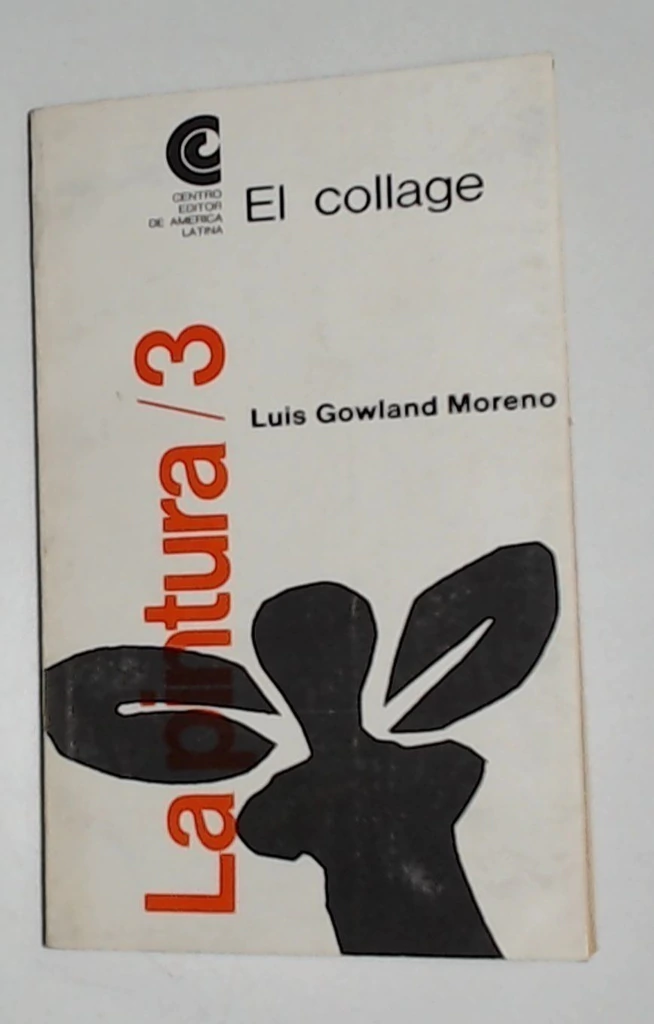 CENTRO
EDITOR
DE AMERICA
LATINA
El collage
Luis Gowland Moreno
La pintura / 3